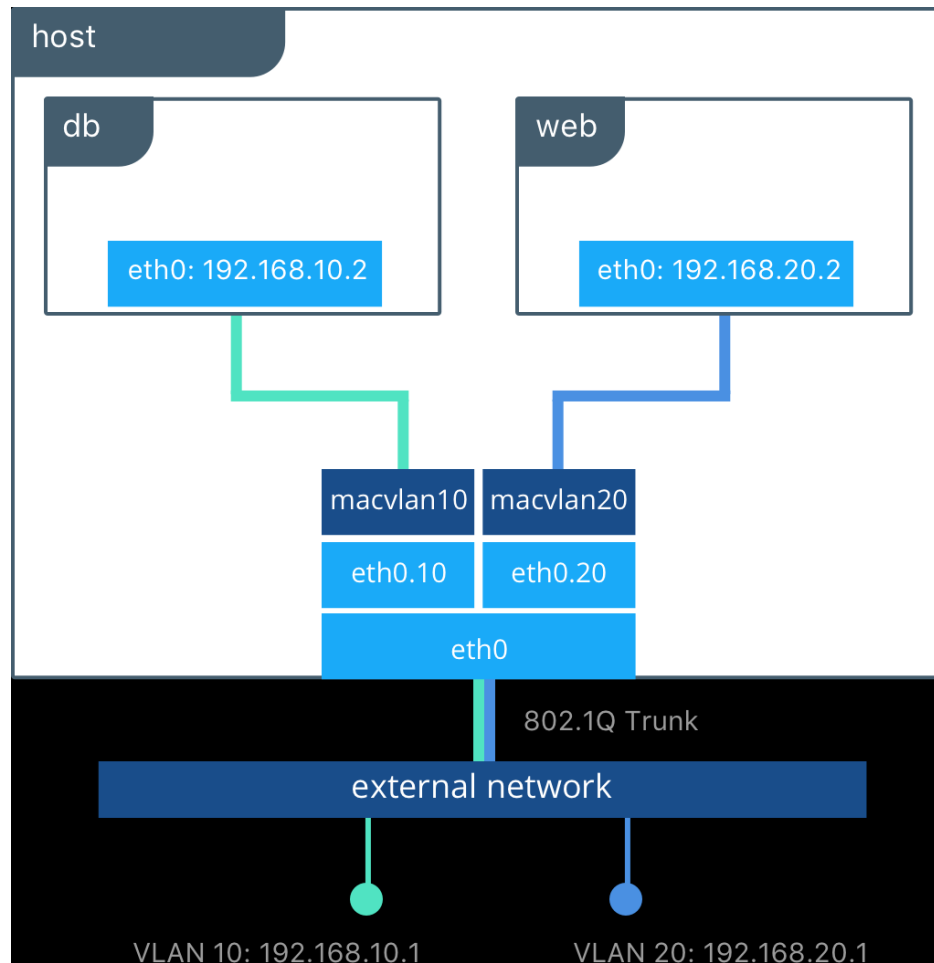 host
db
web
eth0: 192.168.10.2
eth0: 192.168.20.2
macvlan10
macvlan20
eth0.10
eth0.20
eth0
802.1Q Trunk
external network
VLAN 10: 192.168.10.1
VLAN 20: 192.168.20.1